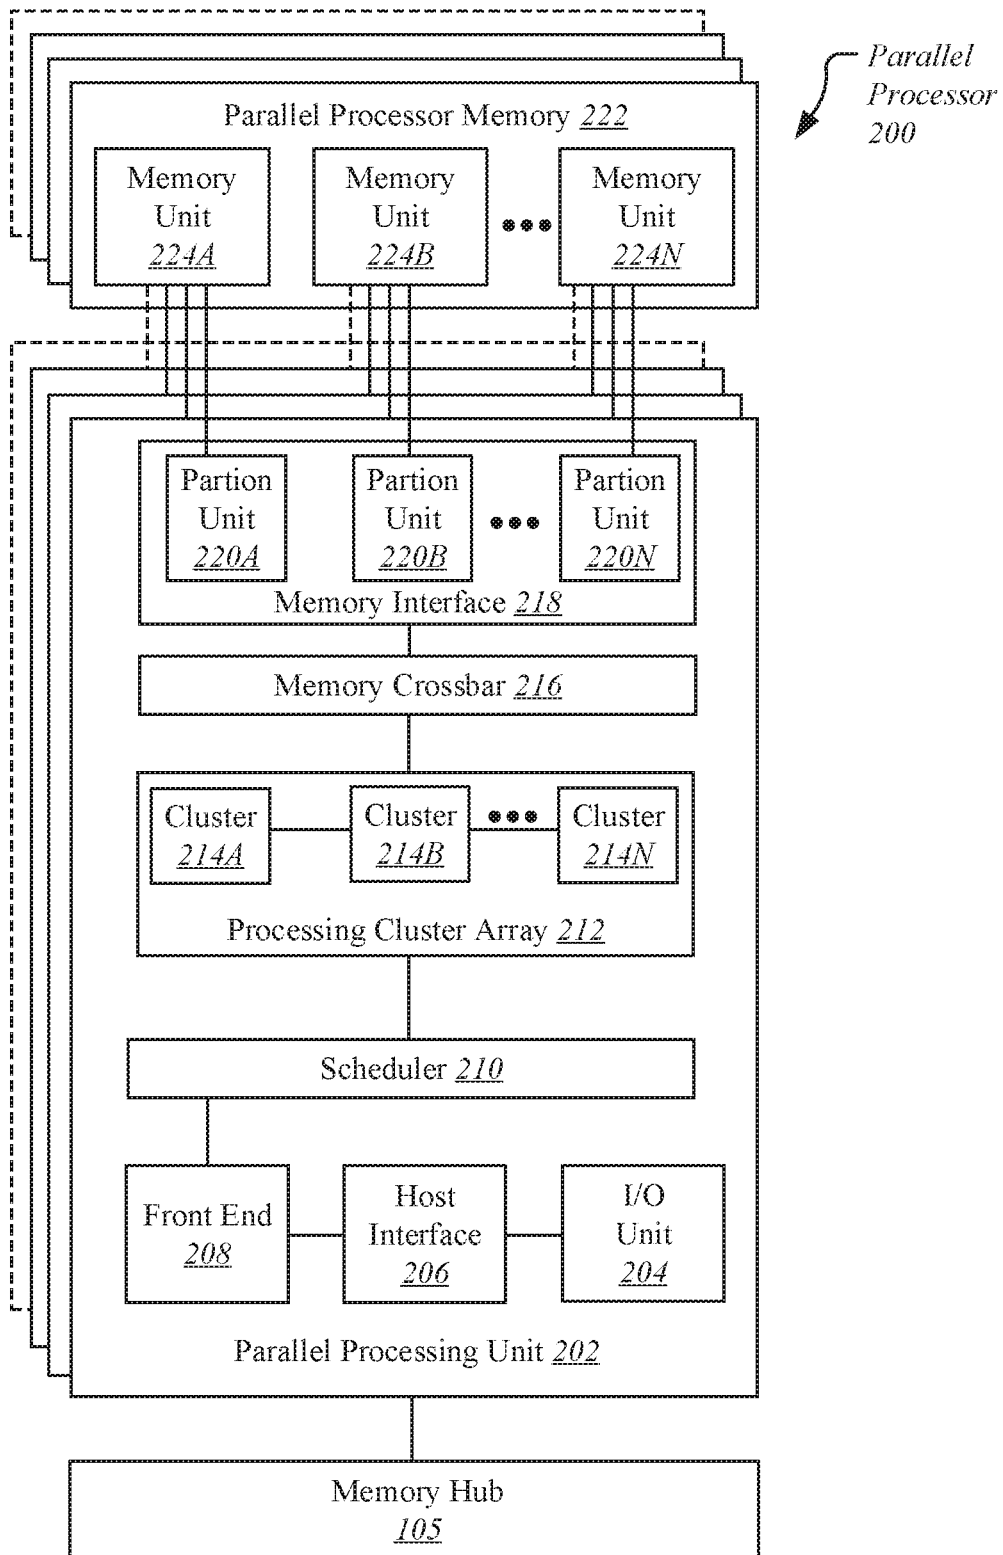 Parallel
Processor
200
Parallel Processor Memory 222
Memory
Unit
224A
Memory
Unit
224B
Memory
Unit
224N
Partion
Unit
220A
Partion
Unit
220B
Partion
Unit
220N
Memory Interface 218
Memory Crossbar 216
Cluster
214A
Cluster
214B
Cluster
214N
Processing Cluster Array 212
Scheduler 210
Front End
208
Host
Interface
206
I/O
Unit
204
Parallel Processing Unit 202
Memory Hub
105